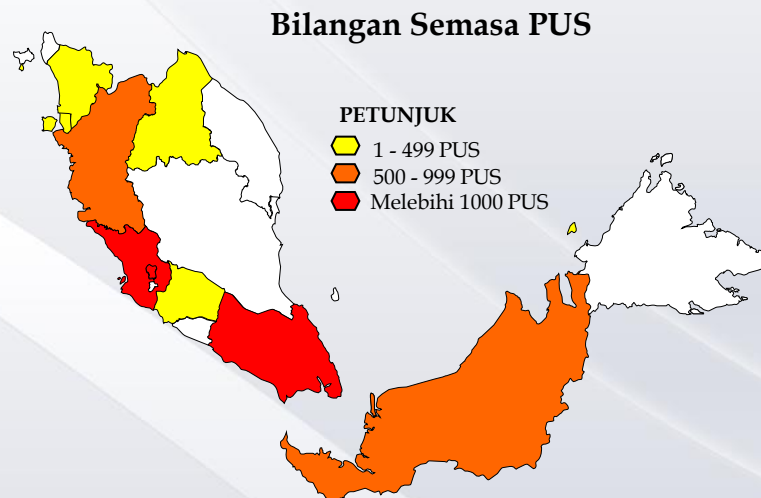 Bilangan Semasa PUS
PETUNJUK
1 - 499 PUS
500 - 999 PUS
Melebihi 1000 PUS